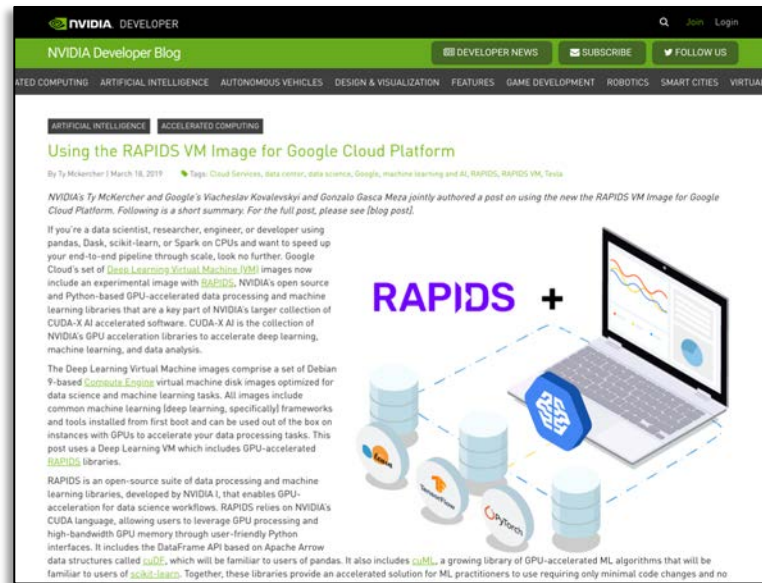 NVIDIA. DEVELOPER
Join Login
NVIDIA Developer Blog
DEVELOPER NEWS SUBSCRIBE FOLLOW US
ATED COMPUTING ARTIFICIAL INTELLIGENCE AUTONOMOUS VEHICLES DESIGN & VISUALIZATION FEATURES GAME DEVELOPMENT ROBOTICS SMART CITIES VIRTUA
ARTIFICIAL INTELLIGENCE ACCELERATED COMPUTING
Using the RAPIDS VM Image for Google Cloud Platform
By Ty Mckercher | March 18, 2019 Tags: Cloud Services, data center, data science, Google, machine learning and AI, RAPIDS, RAPIDS VM, Tesla
NVIDIA's Ty McKercher and Google's Viacheslav Kovalevskyi and Gonzalo Gasca Meza jointly authored a post on using the new the RAPIDS VM Image for Google
Cloud Platform. Following is a short summary. For the full post, please see [blog post].
If you're a data scientist, researcher, engineer, or developer using
pandas, Dask, scikit-learn, or Spark on CPUs and want to speed up
your end-to-end pipeline through scale, look no further. Google
Cloud's set of Deep Learning Virtual Machine (VM) images now
include an experimental image with RAPIDS, NVIDIA's open source
and Python-based GPU-accelerated data processing and machine
learning libraries that are a key part of NVIDIA's larger collection of
CUDA-X AI accelerated software. CUDA-X AI is the collection of
NVIDIA's GPU acceleration libraries to accelerate deep learning,
machine learning, and data analysis.
The Deep Learning Virtual Machine images comprise a set of Debian
9-based Compute Engine virtual machine disk images optimized for
data science and machine learning tasks. All images include
common machine learning (deep learning, specifically) frameworks
and tools installed from first boot and can be used out of the box on
instances with GPUs to accelerate your data processing tasks. This
post uses a Deep Learning VM which includes GPU-accelerated
RAPIDS libraries.
RAPIDS is an open-source suite of data processing and machine
learning libraries, developed by NVIDIA I, that enables GPU-
acceleration for data science workflows. RAPIDS relies on NVIDIA's
CUDA language, allowing users to leverage GPU processing and
high-bandwidth GPU memory through user-friendly Python
interfaces. It includes the DataFrame API based on Apache Arrow
data structures called cuDF, which will be familiar to users of pandas. It also includes cuML, a growing library of GPU-accelerated ML algorithms that will be
familiar to users of scikit-learn. Together, these libraries provide an accelerated solution for ML practitioners to use requiring only minimal code changes and no
RAPIDS +
TensorFlow
PyTorch